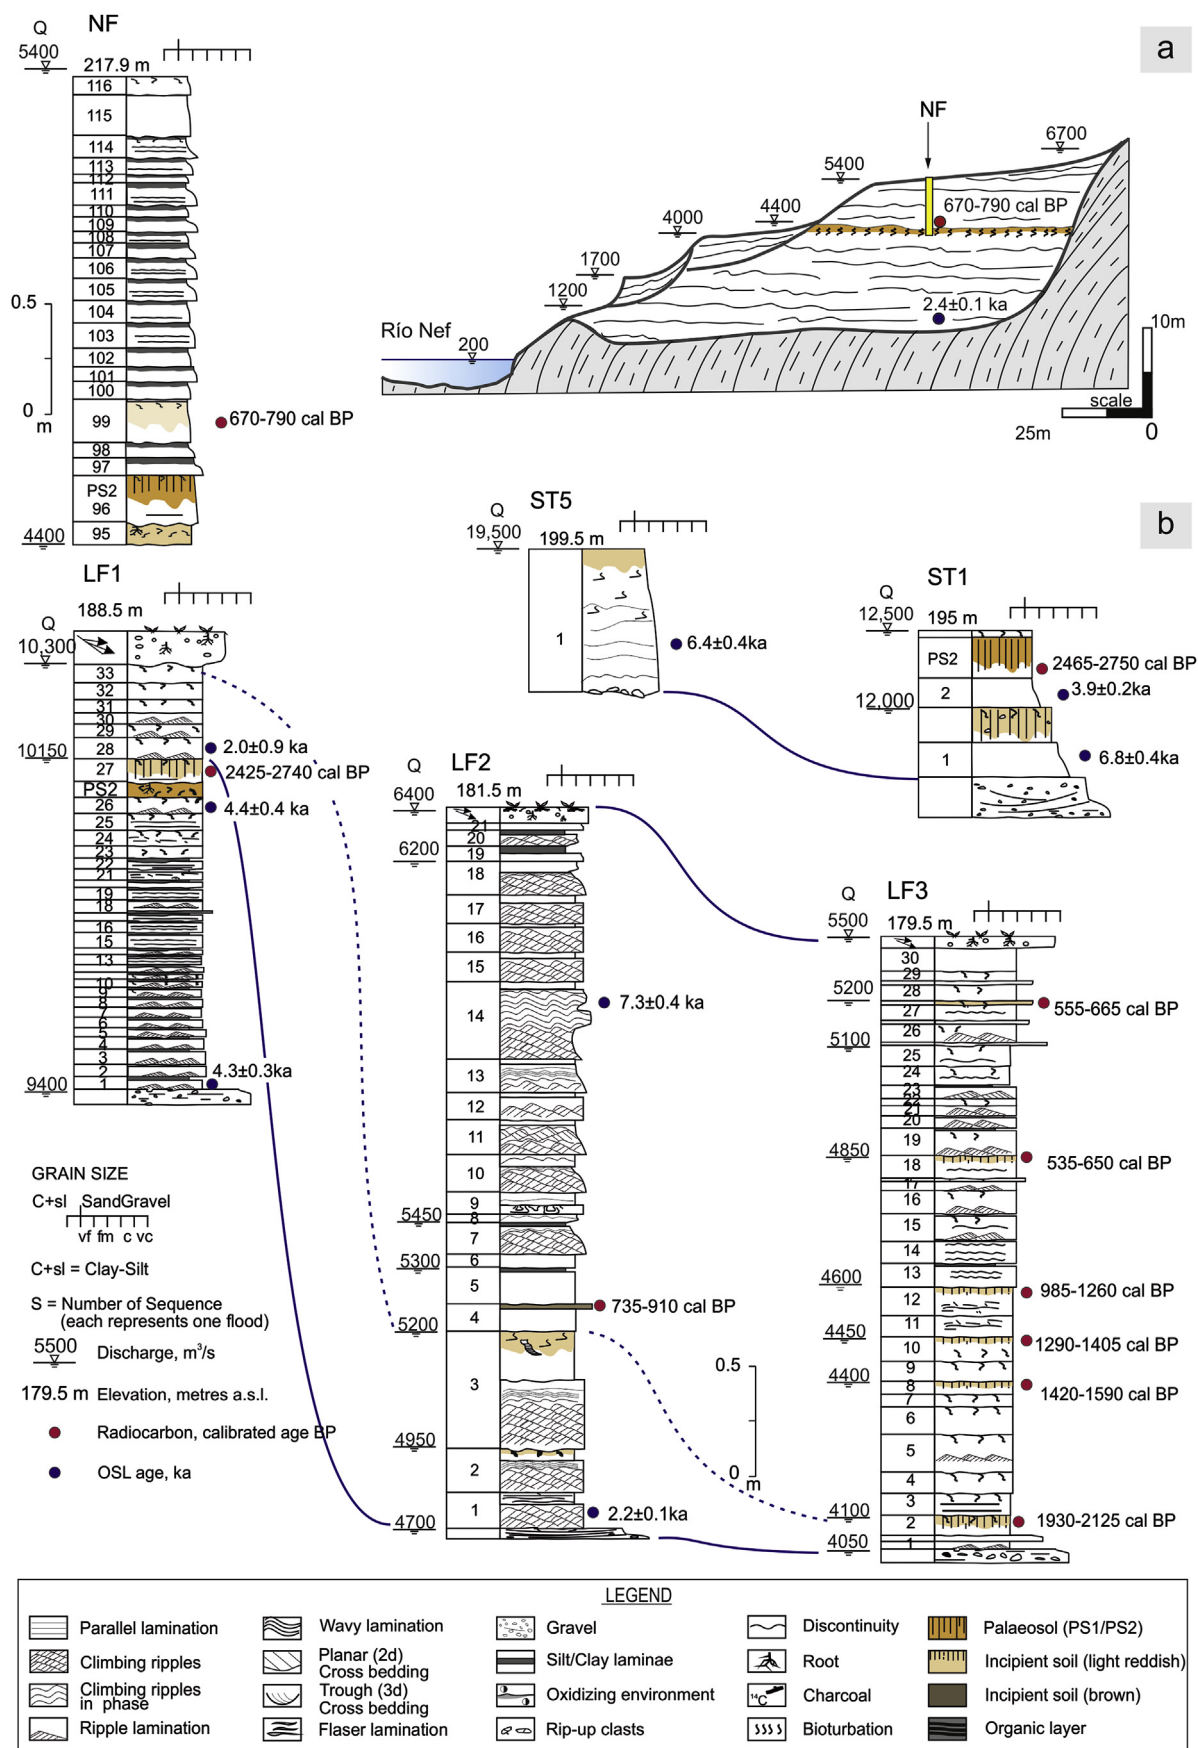 a
NF
Q
5400
217.9 m
116
115
114
113
112
111
110
109
108
107
106
105
104
103
102
101
100
99
98
97
PS2
96
95
0.5
0
m
4400
670-790 cal BP
NF
6700
5400
670-790 cal BP
4400
4000
1700
1200
2.4±0.1 ka
Río Nef
200
10m
scale
25m
0
b
ST5
Q
19,500
199.5 m
1
6.4±0.4ka
ST1
Q
12,500
195 m
PS2
2465-2750 cal BP
2
3.9±0.2ka
12,000
1
6.8±0.4ka
LF1
188.5 m
Q
10,300
33
32
31
30
29
28
2.0±0.9 ka
10150
27
2425-2740 cal BP
PS2
26
4.4±0.4 ka
25
24
23
22
21
19
18
16
15
13
10
9
8
7
6
5
4
3
2
1
4.3±0.3ka
9400
LF2
Q
6400
181.5 m
21
20
6200
19
18
17
16
15
14
7.3±0.4 ka
13
12
11
10
9
5450
8
7
5300
6
5
735-910 cal BP
4
5200
3
4950
2
1
2.2±0.1ka
4700
0.5
0
m
LF3
Q
5500
179.5 m
30
29
28
5200
27
555-665 cal BP
26
5100
25
24
23
22
21
20
19
4850
18
535-650 cal BP
17
16
15
14
13
4600
12
985-1260 cal BP
11
4450
10
1290-1405 cal BP
9
4400
8
1420-1590 cal BP
7
6
5
4
3
4100
2
1930-2125 cal BP
4050
1
GRAIN SIZE
C+sl SandGravel
vf fm c vc
C+sl = Clay-Silt
S = Number of Sequence
(each represents one flood)
5500 Discharge, m³/s
179.5 m Elevation, metres a.s.l.
Radiocarbon, calibrated age BP
OSL age, ka
LEGEND
Parallel lamination
Climbing ripples
Climbing ripples
in phase
Ripple lamination
Wavy lamination
Planar (2d)
Cross bedding
Trough (3d)
Cross bedding
Flaser lamination
Gravel
Silt/Clay laminae
Oxidizing environment
Rip-up clasts
Discontinuity
Root
14C Charcoal
Bioturbation
Palaeosol (PS1/PS2)
Incipient soil (light reddish)
Incipient soil (brown)
Organic layer